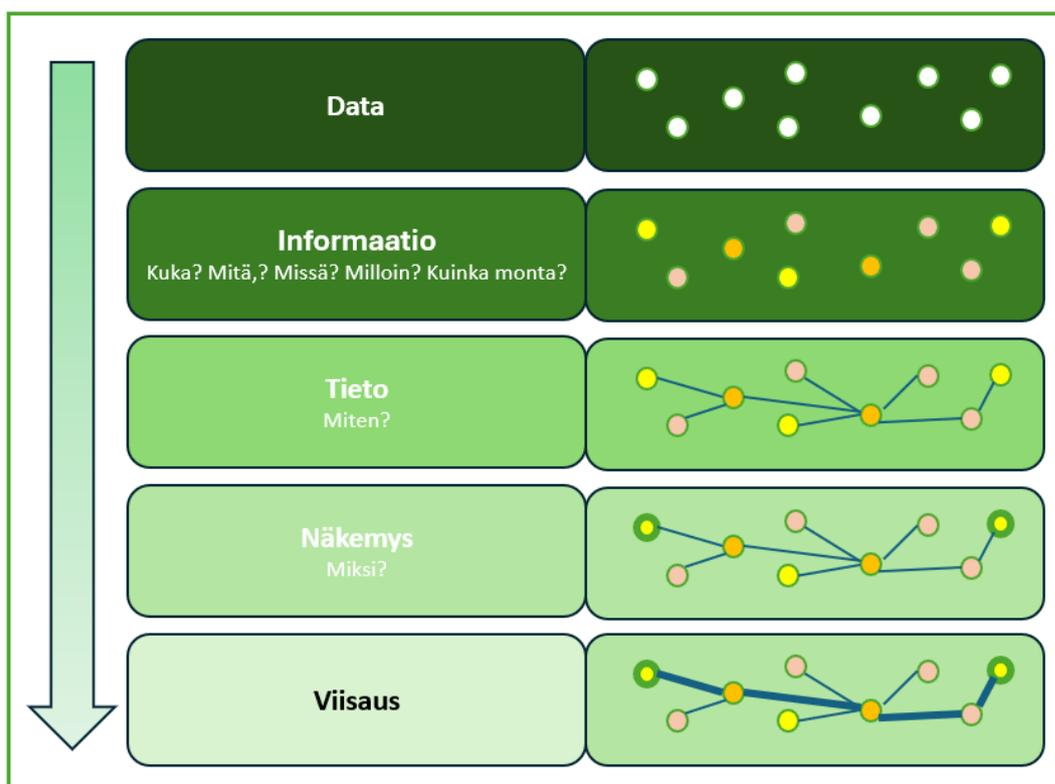 Data
Informaatio
Kuka? Mitä,? Missä? Milloin? Kuinka monta?
Tieto
Miten?
Näkemys
Miksi?
Viisaus